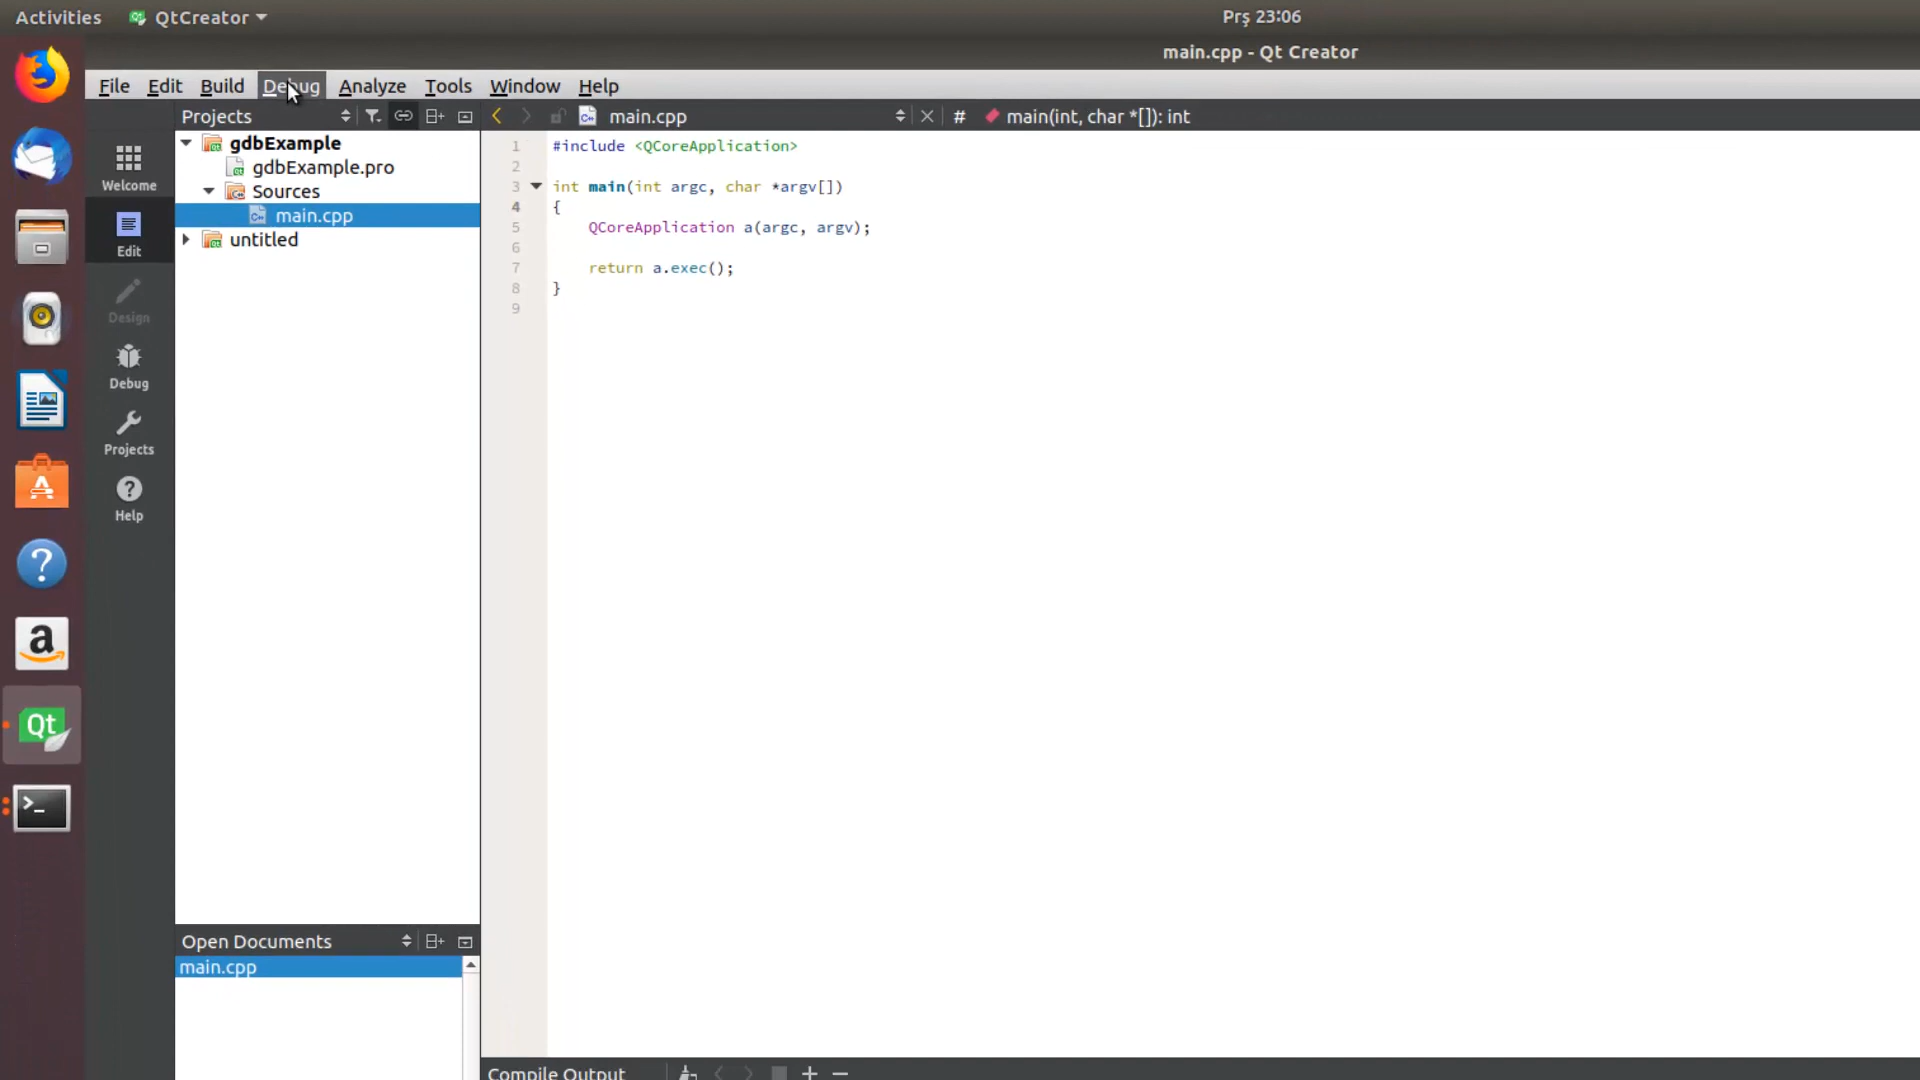 Activities QtCreator Prş 23:06
main.cpp - Qt Creator
File Edit Build Debug Analyze Tools Window Help
Projects main.cpp # main(int, char *[]): int
gdbExample
gdbExample.pro
Sources
main.cpp
untitled
Welcome
Edit
Design
Debug
Projects
Help
1 #include <QCoreApplication>
2
3 int main(int argc, char *argv[])
4 {
5 QCoreApplication a(argc, argv);
6
7 return a.exec();
8 }
9
a
Qt
>_
Open Documents
main.cpp
Compile Output